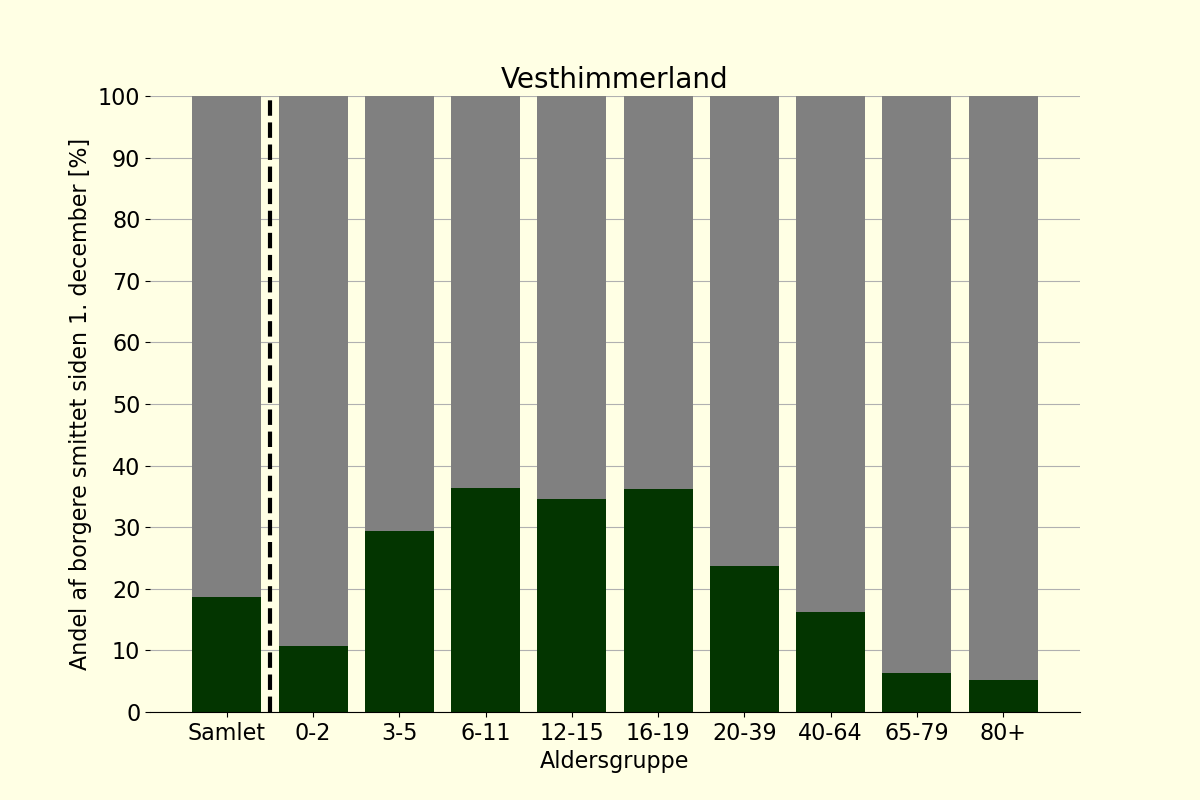 Vesthimmerland
Andel af borgere smittet siden 1. december [%]
100
90
80
70
60
50
40
30
20
10
0
Samlet 0-2 3-5 6-11 12-15 16-19 20-39 40-64 65-79 80+
Aldersgruppe